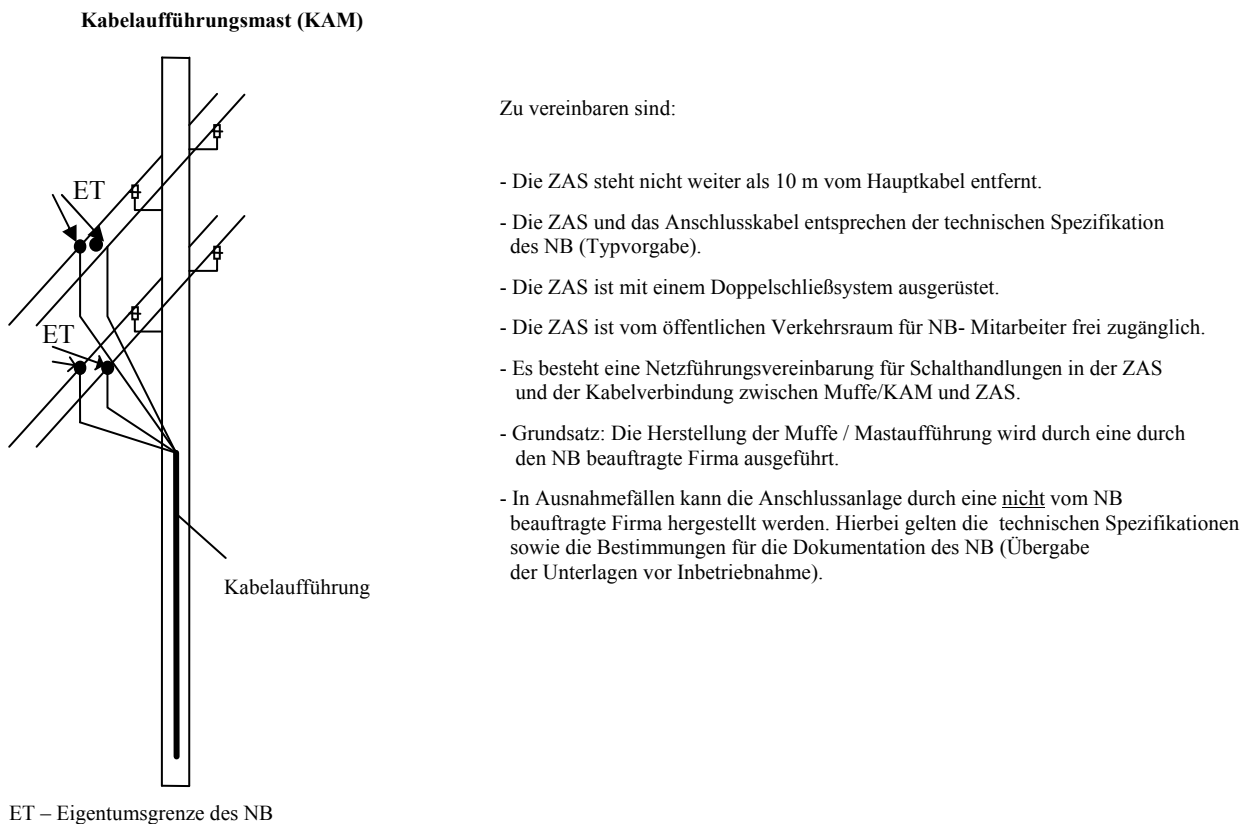 Kabelaufführungsmast (KAM)
ET
ET
Kabelaufführung
ET – Eigentumsgrenze des NB
Zu vereinbaren sind:
- Die ZAS steht nicht weiter als 10 m vom Hauptkabel entfernt.
- Die ZAS und das Anschlusskabel entsprechen der technischen Spezifikation
des NB (Typvorgabe).
- Die ZAS ist mit einem Doppelschließsystem ausgerüstet.
- Die ZAS ist vom öffentlichen Verkehrsraum für NB- Mitarbeiter frei zugänglich.
- Es besteht eine Netzführungsvereinbarung für Schalthandlungen in der ZAS
und der Kabelverbindung zwischen Muffe/KAM und ZAS.
- Grundsatz: Die Herstellung der Muffe / Mastaufführung wird durch eine durch
den NB beauftragte Firma ausgeführt.
- In Ausnahmefällen kann die Anschlussanlage durch eine nicht vom NB
beauftragte Firma hergestellt werden. Hierbei gelten die technischen Spezifikationen
sowie die Bestimmungen für die Dokumentation des NB (Übergabe
der Unterlagen vor Inbetriebnahme).